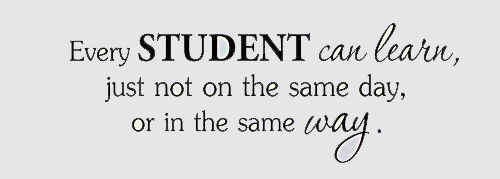 Every STUDENT can learn,
just not on the same day,
or in the same way.